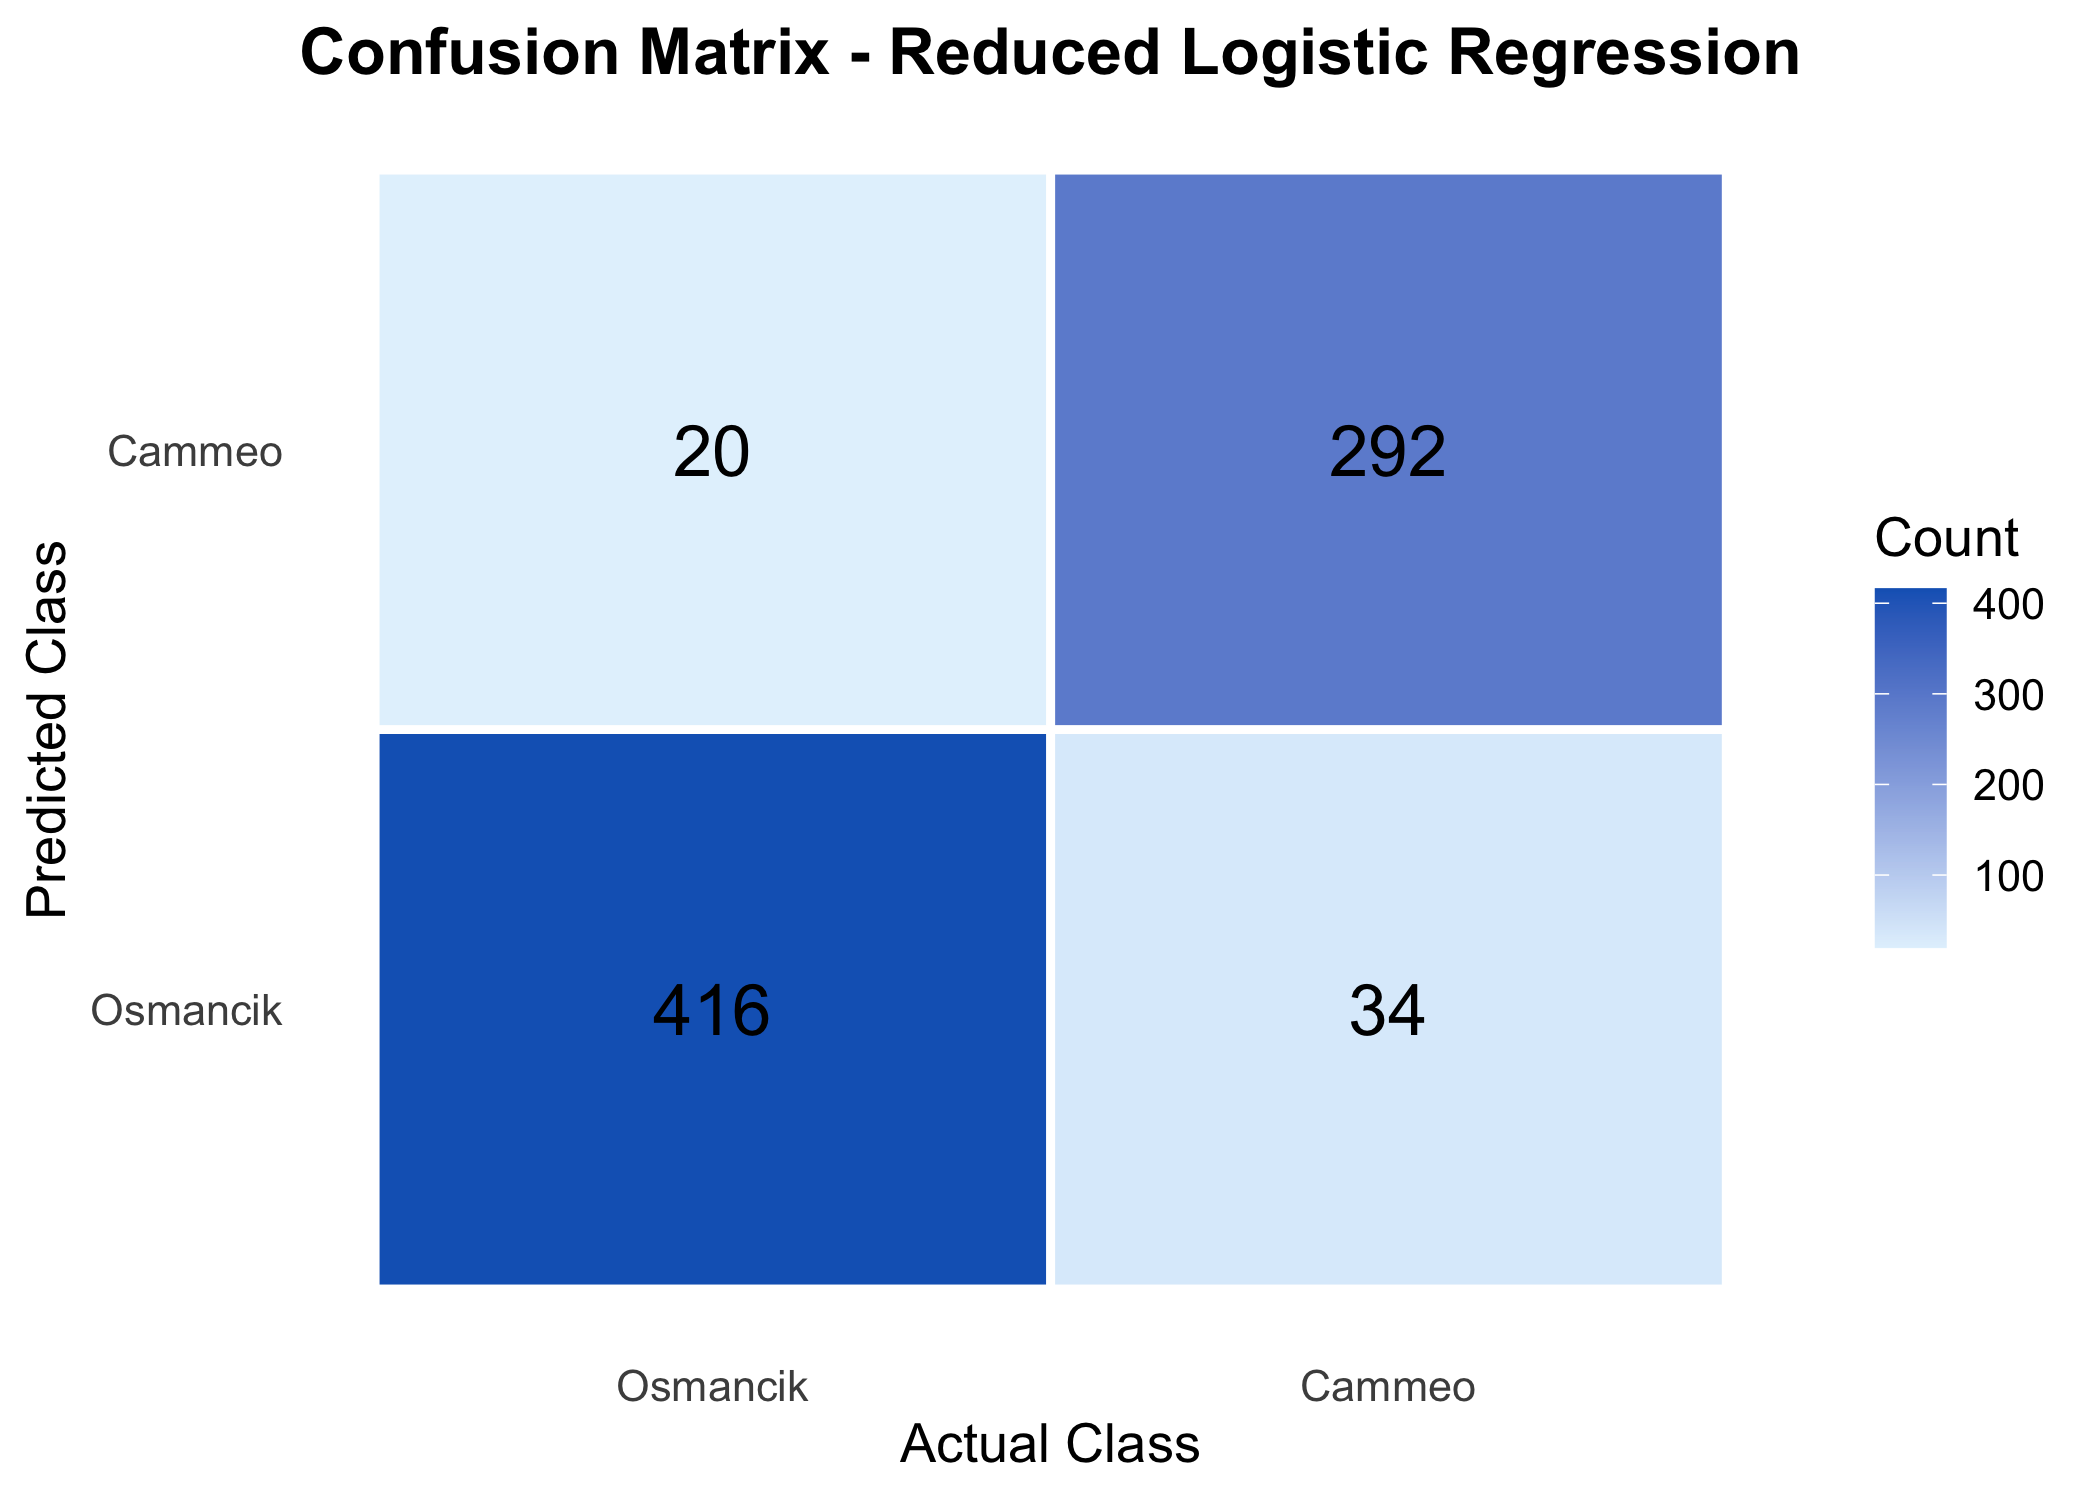 Confusion Matrix - Reduced Logistic Regression
Predicted Class
Cammeo
20
292
Osmancik
416
34
Osmancik
Cammeo
Actual Class
Count
400
300
200
100